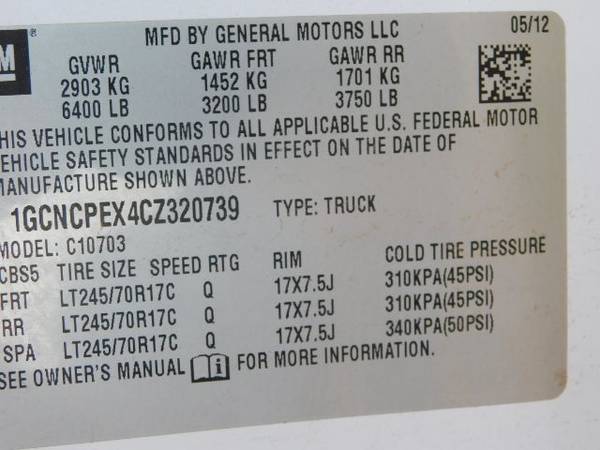 M ® MFD BY GENERAL MOTORS LLC 05/12
GVWR GAWR FRT GAWR RR
2903 KG 1452 KG 1701 KG
6400 LB 3200 LB 3750 LB
HIS VEHICLE CONFORMS TO ALL APPLICABLE U.S. FEDERAL MOTOR
EHICLE SAFETY STANDARDS IN EFFECT ON THE DATE OF
MANUFACTURE SHOWN ABOVE.
1GCNCPEX4CZ320739 TYPE: TRUCK
MODEL: C10703
CBS5 TIRE SIZE SPEED RTG RIM COLD TIRE PRESSURE
FRT LT245/70R17C Q 17X7.5J 310KPA(45PSI)
RR LT245/70R17C Q 17X7.5J 310KPA(45PSI)
SPA LT245/70R17C Q 17X7.5J 340KPA(50PSI)
SEE OWNER'S MANUAL i FOR MORE INFORMATION.